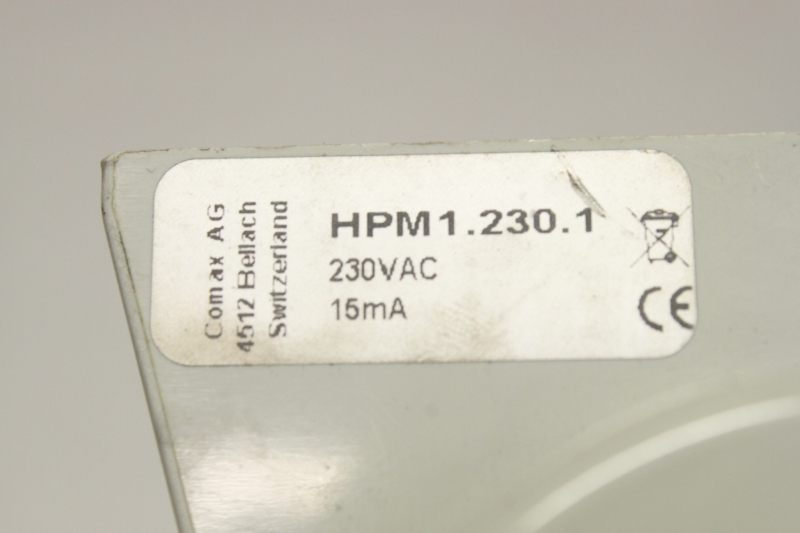 Comax AG
4512 Bellach
Switzerland
HPM1.230.1
230VAC
15mA
CE